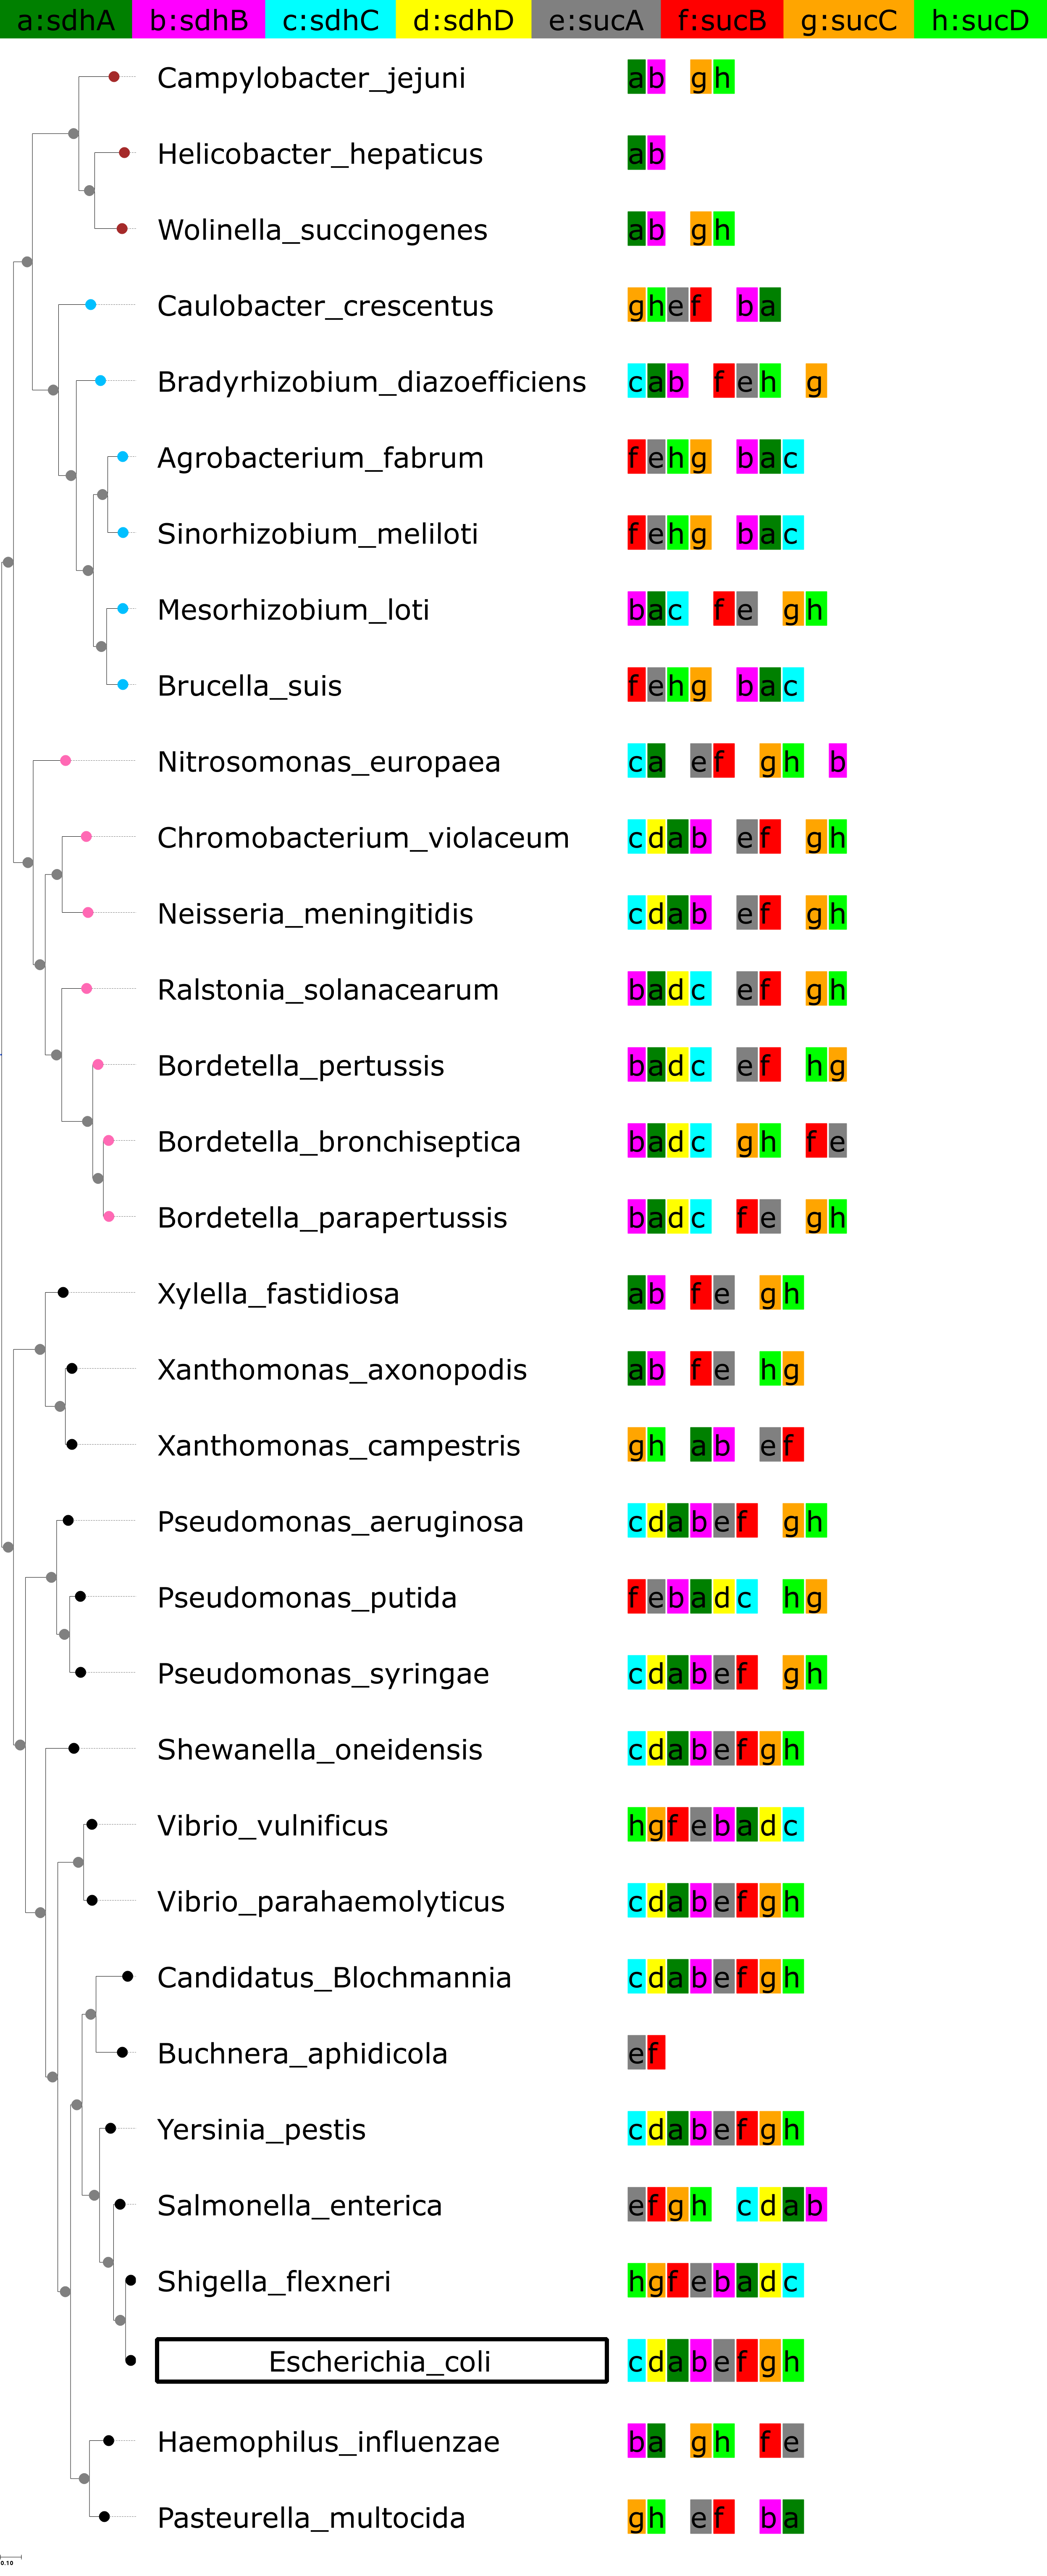 a:sdhA b:sdhB c:sdhC d:sdhD e:sucA f:sucB g:sucC h:sucD
Campylobacter_jejuni ab gh
Helicobacter_hepaticus ab
Wolinella_succinogenes ab gh
Caulobacter_crescentus ghef ba
Bradyrhizobium_diazoefficiens cab feh g
Agrobacterium_fabrum fehg bac
Sinorhizobium_meliloti fehg bac
Mesorhizobium_loti bac fe gh
Brucella_suis fehg bac
Nitrosomonas_europaea ca ef gh b
Chromobacterium_violaceum cdab ef gh
Neisseria_meningitidis cdab ef gh
Ralstonia_solanacearum badc ef gh
Bordetella_pertussis badc ef hg
Bordetella_bronchiseptica badc gh fe
Bordetella_parapertussis badc fe gh
Xylella_fastidiosa ab fe gh
Xanthomonas_axonopodis ab fe hg
Xanthomonas_campestris gh ab ef
Pseudomonas_aeruginosa cdabef gh
Pseudomonas_putida febadc hg
Pseudomonas_syringae cdabef gh
Shewanella_oneidensis cdabefgh
Vibrio_vulnificus hgfebadc
Vibrio_parahaemolyticus cdabefgh
Candidatus_Blochmannia cdabefgh
Buchnera_aphidicola ef
Yersinia_pestis cdabefgh
Salmonella_enterica efgh cdab
Shigella_flexneri hgfebadc
Escherichia_coli cdabefgh
Haemophilus_influenzae ba gh fe
Pasteurella_multocida gh ef ba
0.10